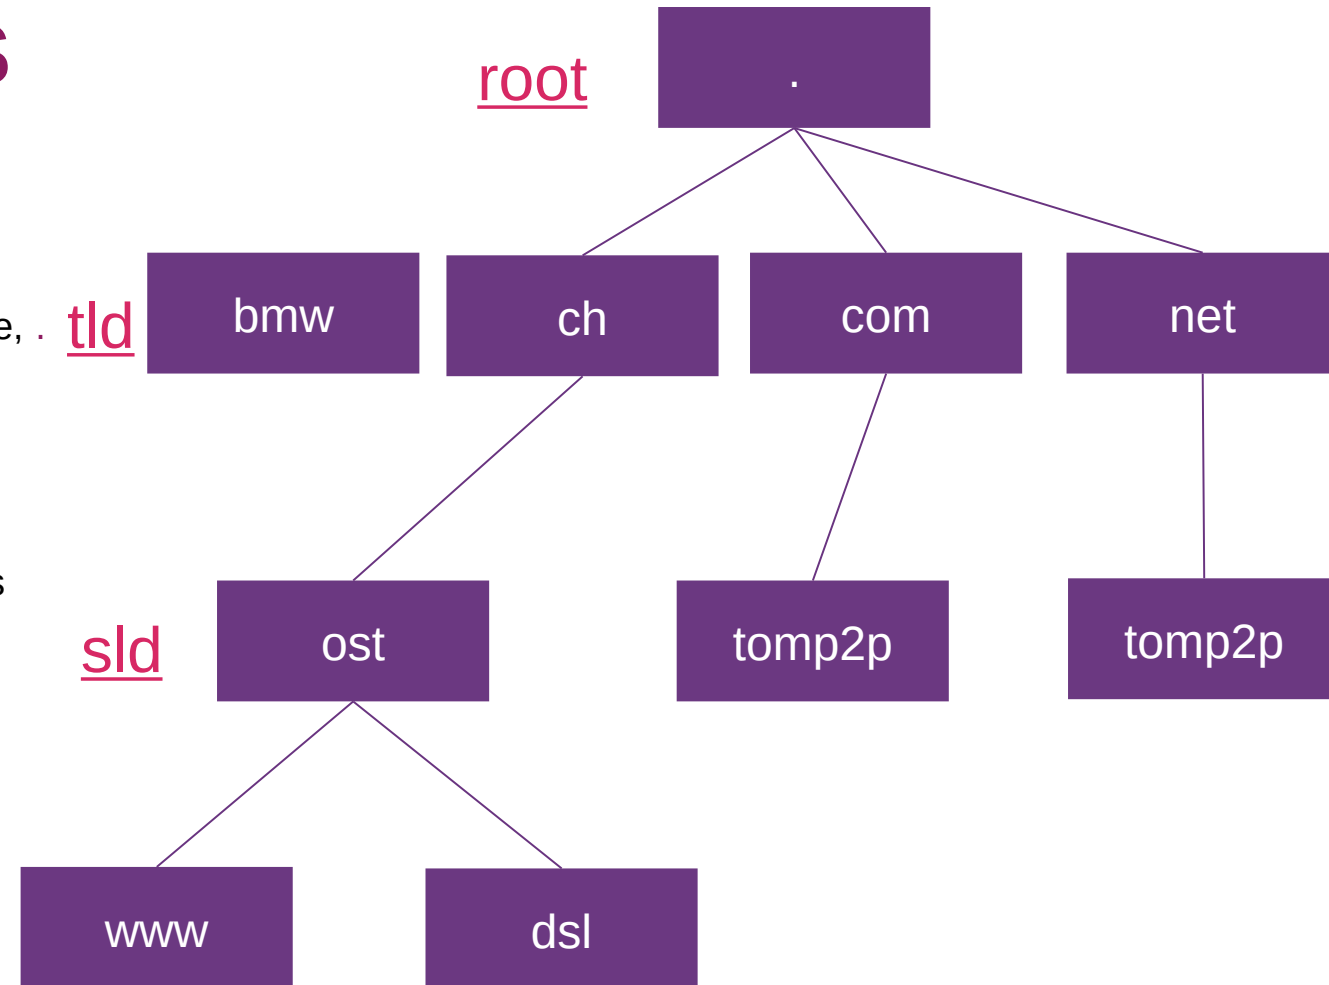 s
root
.
e, .
tld
bmw
ch
com
net
s
sld
ost
tomp2p
tomp2p
www
dsl